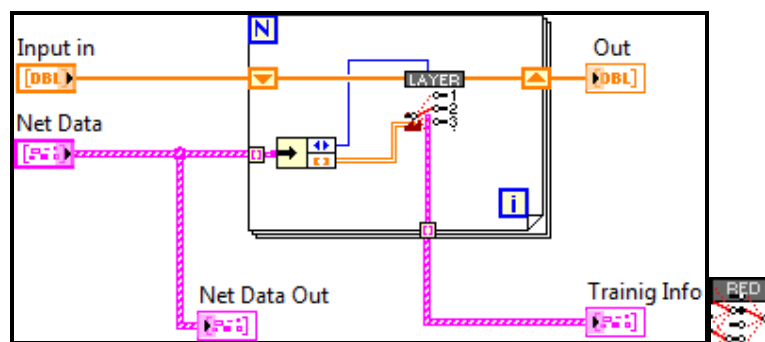 N
Input in
Out
[DBL]
LAYER
DBL]
1
2
3
Net Data
i
Net Data Out
Trainig Info
RED